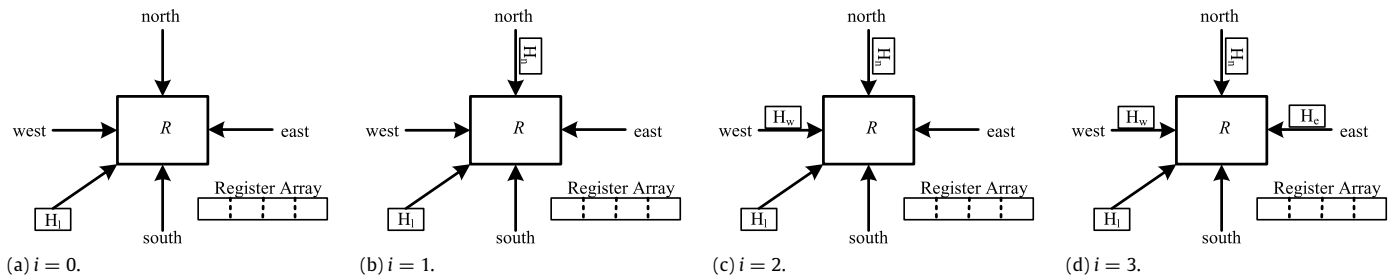 north
west
R
east
Register Array
H_l
south
(a) i = 0.
north
H_n
west
R
east
Register Array
H_l
south
(b) i = 1.
north
H_n
H_w
west
R
east
Register Array
H_l
south
(c) i = 2.
north
H_n
H_w
H_e
west
R
east
Register Array
H_l
south
(d) i = 3.